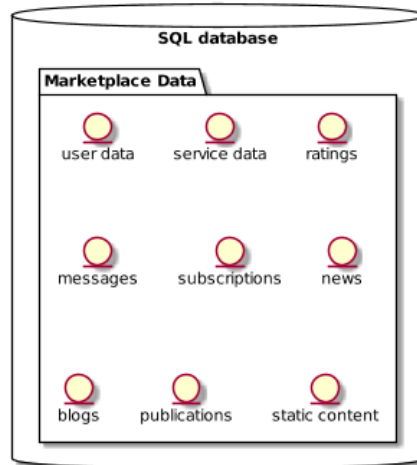 SQL database
Marketplace Data
user data service data ratings
messages subscriptions news
blogs publications static content